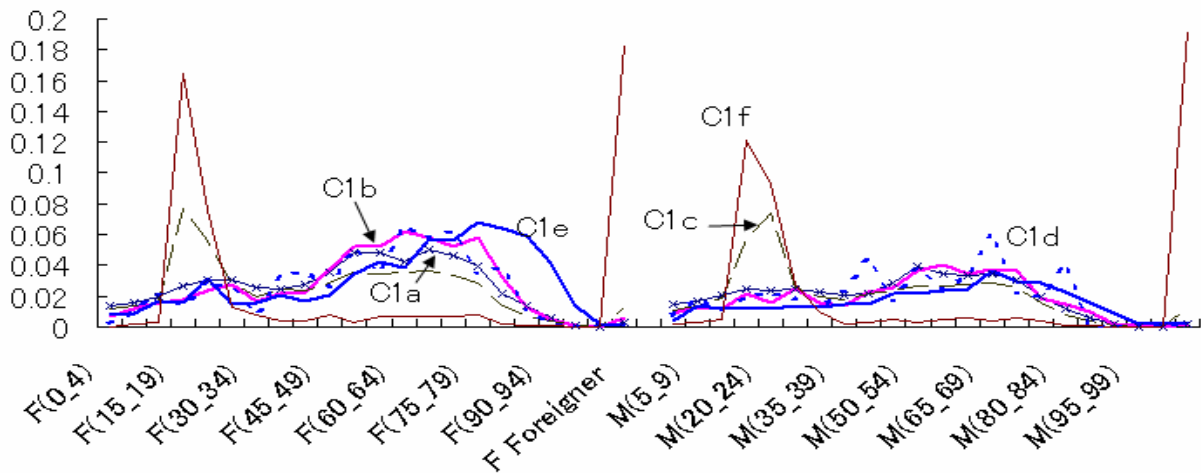 0.2
0.18
0.16
0.14
0.12
0.1
0.08
0.06
0.04
0.02
0
C1b
C1a
C1e
C1f
C1c
C1d
F(0_4)
F(15_19)
F(30_34)
F(45_49)
F(60_64)
F(75_79)
F(90_94)
F Foreigner
M(5_9)
M(20_24)
M(35_39)
M(50_54)
M(65_69)
M(80_84)
M(95_99)